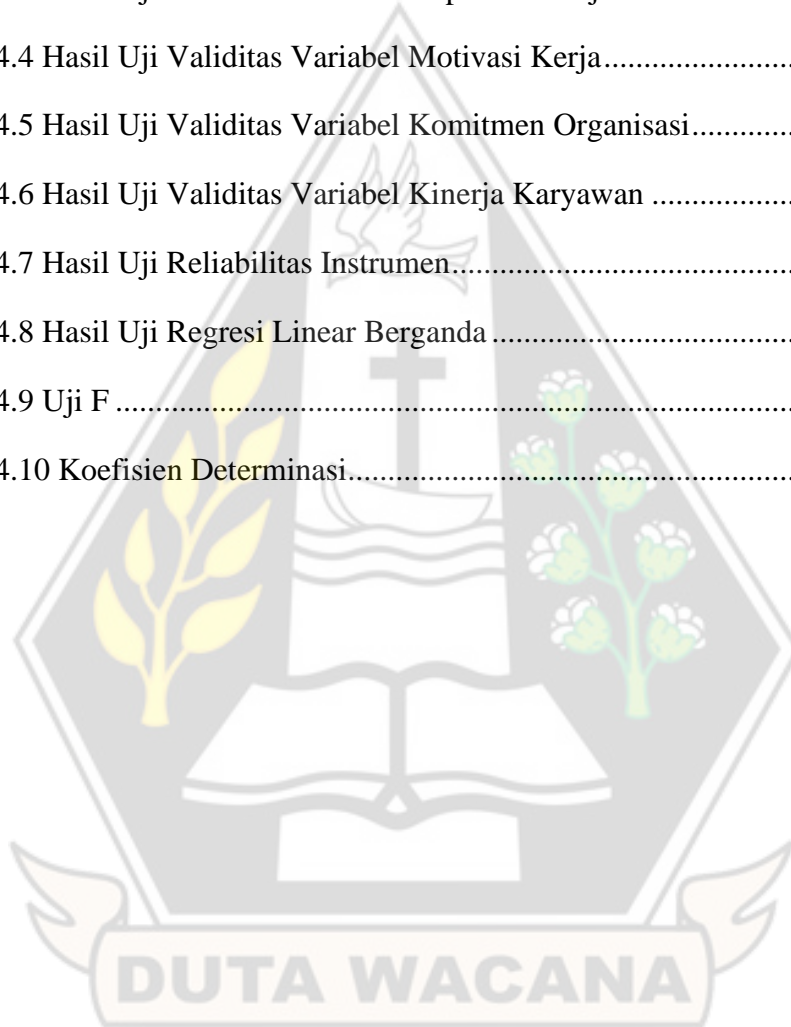 4.4 Hasil Uji Validitas Variabel Motivasi Kerja
4.5 Hasil Uji Validitas Variabel Komitmen Organisasi
4.6 Hasil Uji Validitas Variabel Kinerja Karyawan
4.7 Hasil Uji Reliabilitas Instrumen
4.8 Hasil Uji Regresi Linear Berganda
4.9 Uji F
4.10 Koefisien Determinasi
DUTA WACANA